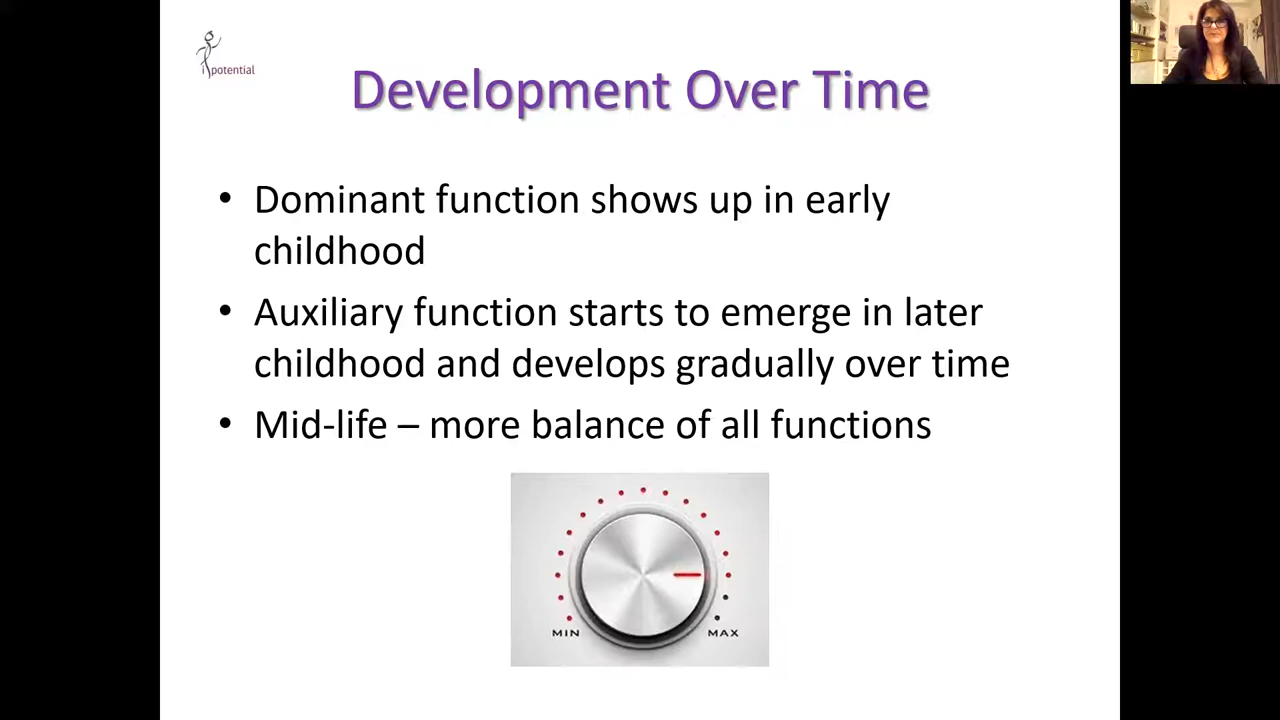 ipotential
Development Over Time
• Dominant function shows up in early
childhood
• Auxiliary function starts to emerge in later
childhood and develops gradually over time
• Mid-life – more balance of all functions
MIN
MAX